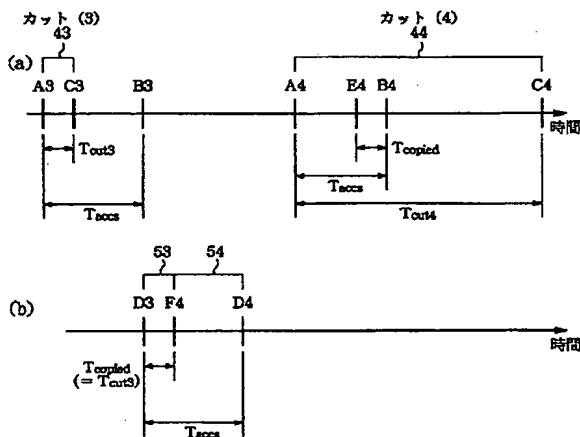 カット (3)
43
カット (4)
44
(a)
A3 C3 B3 A4 E4 B4 C4
時間
Tcut3
Tcopied
Taccs
Taccs
Tcut4
53 54
(b)
D3 F4 D4
時間
Tcopied
(= Tcut3)
Taccs